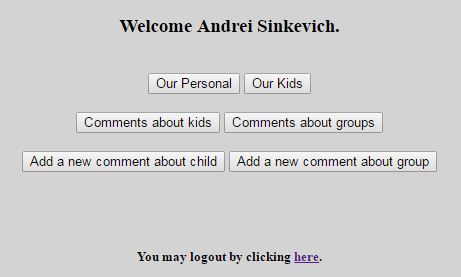 Welcome Andrei Sinkevich.
Our Personal Our Kids
Comments about kids Comments about groups
Add a new comment about child Add a new comment about group
You may logout by clicking here.